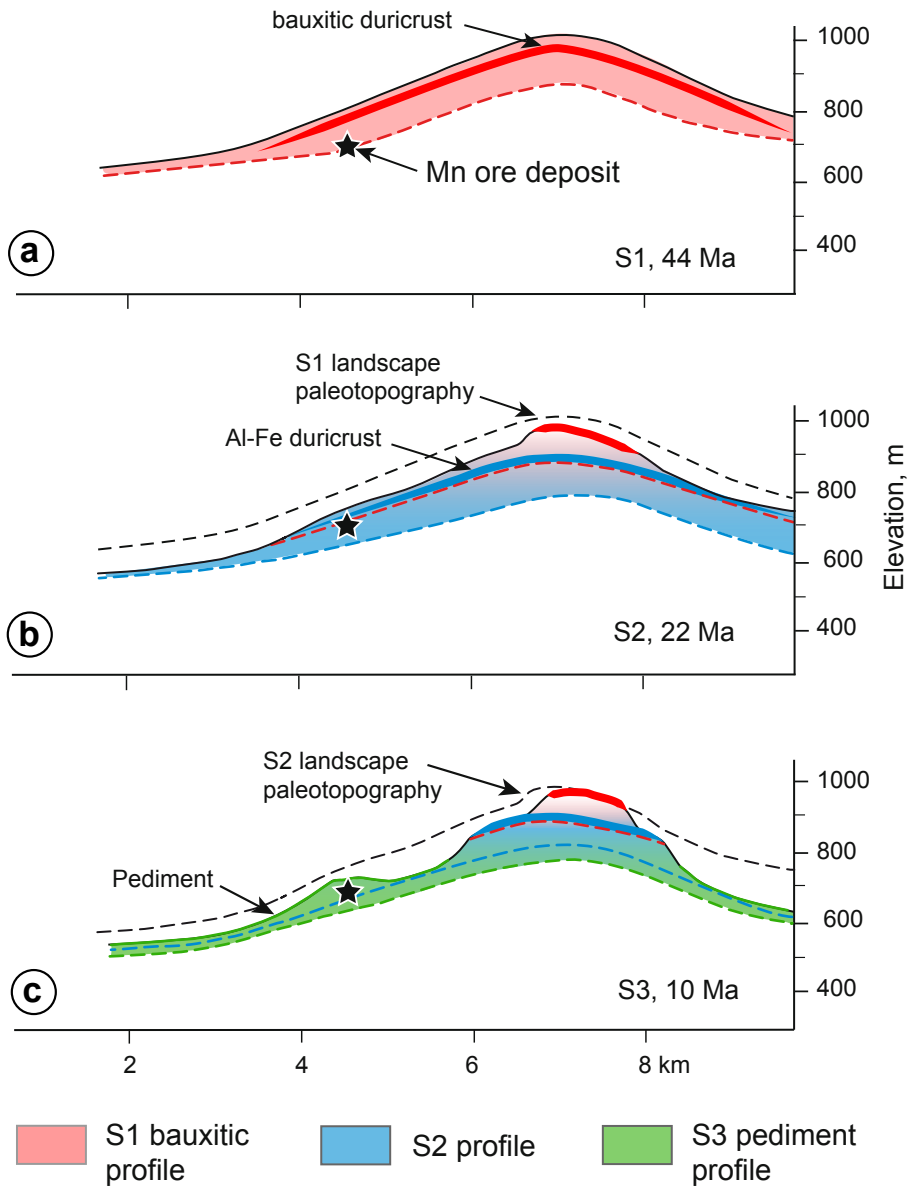 bauxitic duricrust
1000
800
Mn ore deposit
600
a
400
S1, 44 Ma
S1 landscape
paleotopography
1000
Al-Fe duricrust
800
Elevation, m
600
b
S2, 22 Ma
400
S2 landscape
paleotopography
1000
800
Pediment
600
c
S3, 10 Ma
400
2
4
6
8 km
S1 bauxitic
profile
S2 profile
S3 pediment
profile